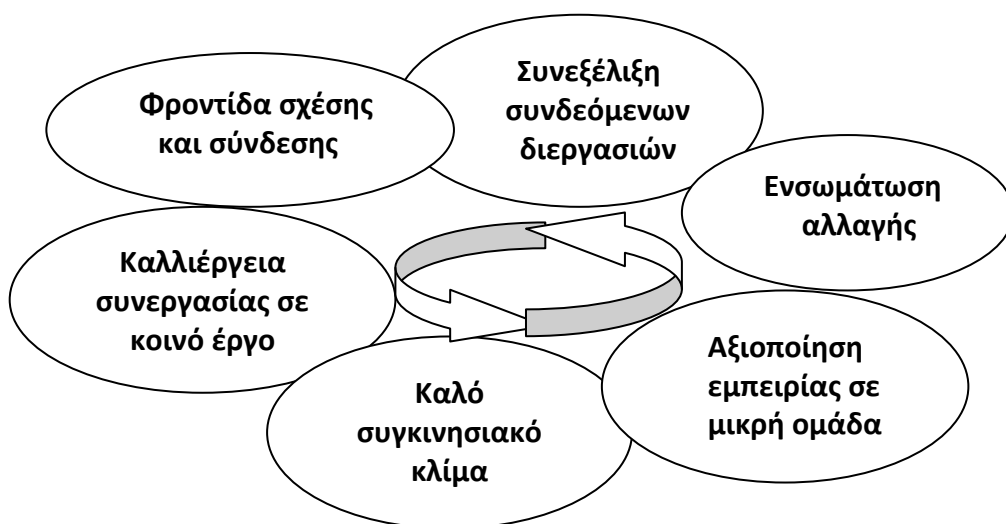 Συνεξέλιξη
συνδεόμενων
διεργασιών
Φροντίδα σχέσης
και σύνδεσης
Ενσωμάτωση
αλλαγής
Καλλιέργεια
συνεργασίας σε
κοινό έργο
Αξιοποίηση
εμπειρίας σε
μικρή ομάδα
Καλό
συγκινησιακό
κλίμα